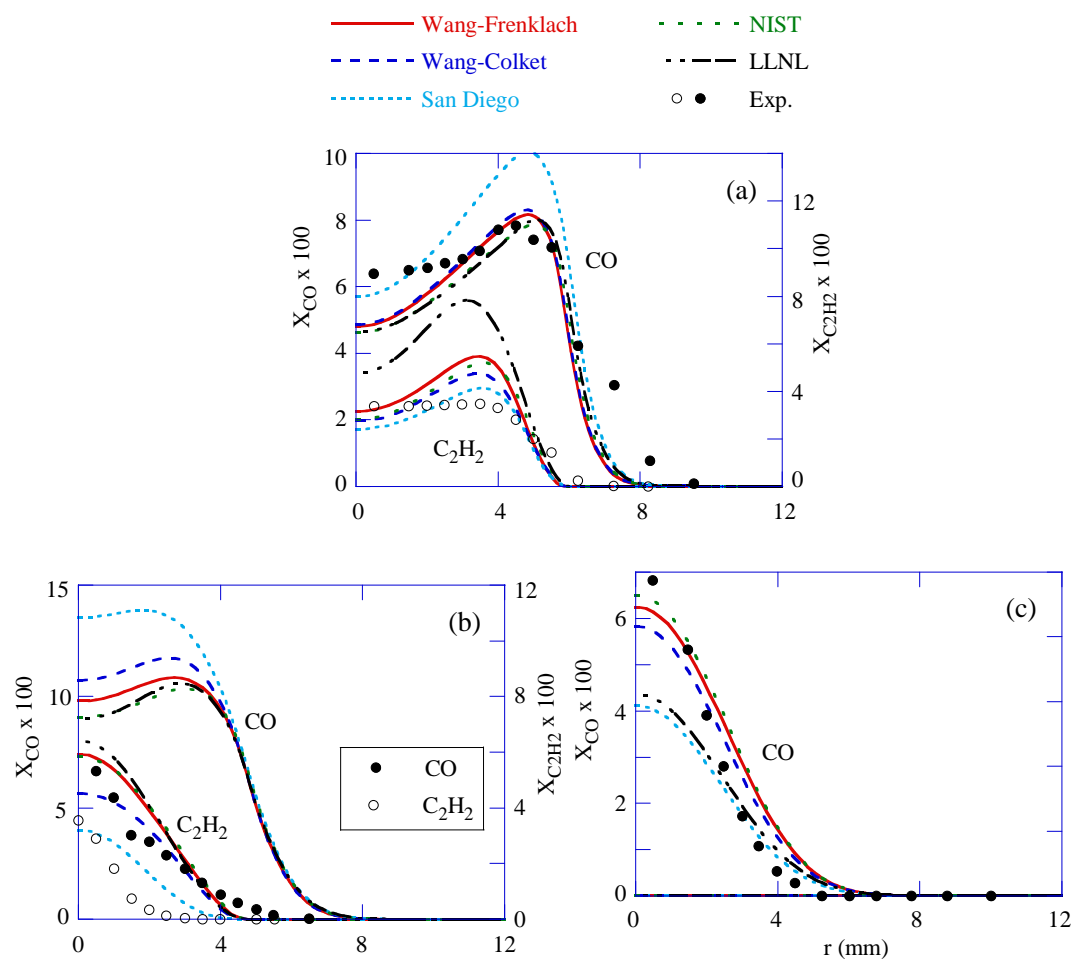 Wang-Frenklach NIST
Wang-Colket LLNL
San Diego Exp.
(a)
X_CO x 100
10
8
6
4
2
0
CO
C₂H₂
X_C2H2 x 100
12
8
4
0
0 4 8 12
(b)
X_CO x 100
15
10
5
0
CO
C₂H₂
CO
C₂H₂
X_C2H2 x 100
12
8
4
0
0 4 8 12
(c)
X_CO x 100
6
4
2
0
CO
0 4 8 12
r (mm)